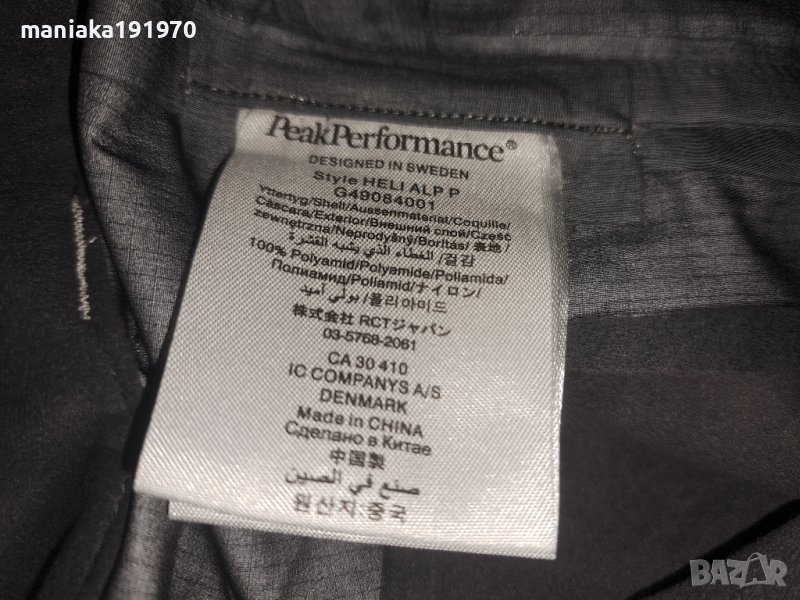 maniaka191970
PeakPerformance®
DESIGNED IN SWEDEN
Style HELI ALP P
G49084001
Yttertyg/Shell/Aussenmaterial/Coquille/
Cáscara/Exterior/Внешний слой/Część
zewnętrzna/Neprodyšný/Borítás/ 表地 /
겉감/ الغطاء الذي يشبه القشرة
100% Polyamid/Polyamide/Poliamida/
Полиамид/Poliamid/ナイロン/
폴리아미드/ بولي أميد
株式会社 RCTジャパン
03-5768-2061
CA 30 410
IC COMPANYS A/S
DENMARK
Made in CHINA
Сделано в Китае
中国製
صنع في الصين
원산지:중국
BAZAR